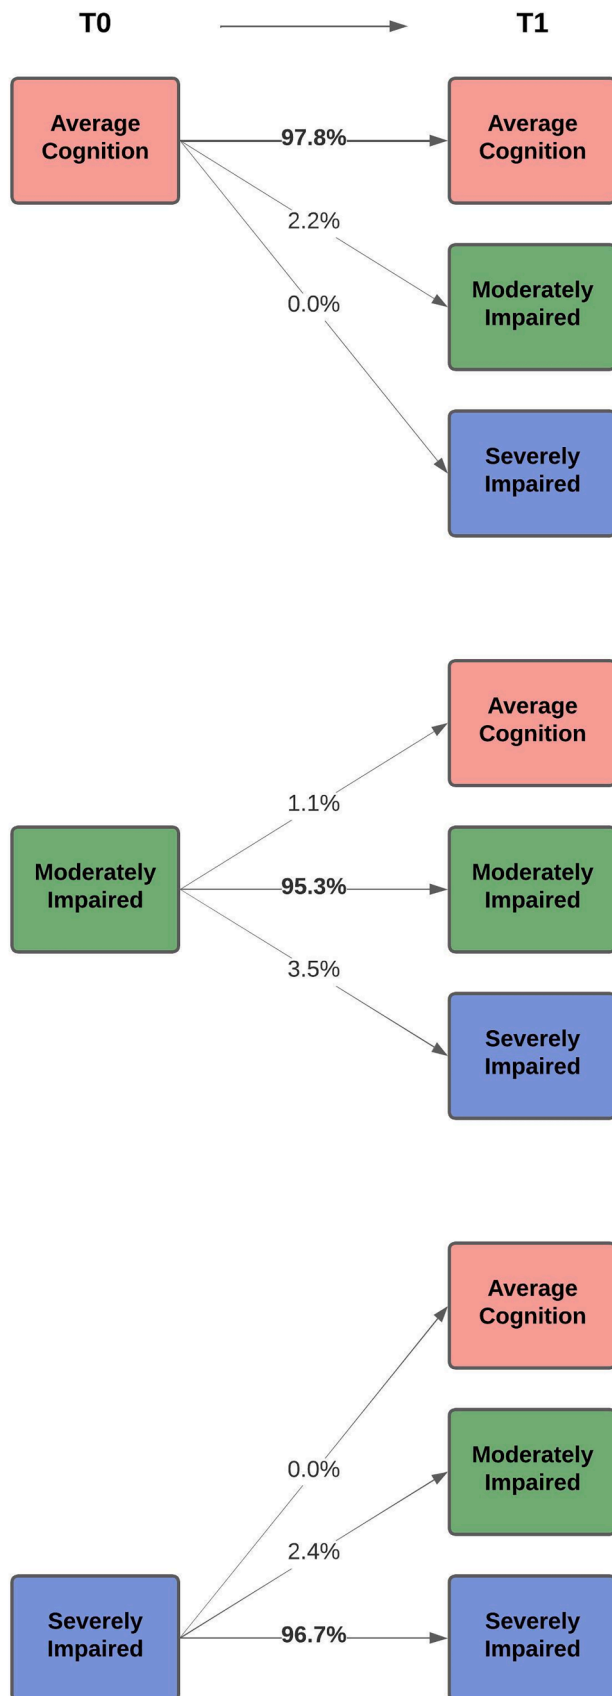 T0 T1
Average
Cognition
97.8%
Average
Cognition
2.2%
Moderately
Impaired
0.0%
Severely
Impaired
Average
Cognition
1.1%
Moderately
Impaired
95.3%
Moderately
Impaired
3.5%
Severely
Impaired
Average
Cognition
0.0%
Moderately
Impaired
2.4%
Severely
Impaired
96.7%
Severely
Impaired